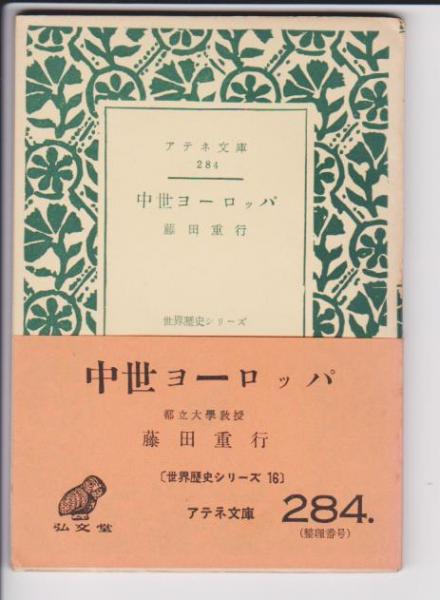 アテネ文庫
284
中世ヨーロッパ
藤田重行
世界歴史シリーズ
中世ヨーロッパ
都立大學教授
藤田重行
〔世界歴史シリーズ 16〕
アテネ文庫
284.
(整理番号)
弘文堂